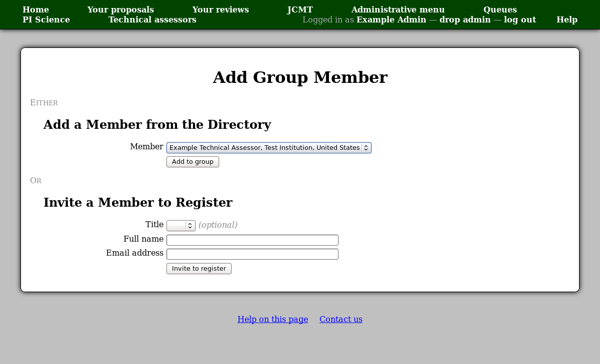 Home Your proposals Your reviews JCMT Administrative menu Queues
PI Science Technical assessors Logged in as Example Admin — drop admin — log out Help
Add Group Member
EITHER
Add a Member from the Directory
Member Example Technical Assessor, Test Institution, United States
Add to group
OR
Invite a Member to Register
Title (optional)
Full name
Email address
Invite to register
Help on this page Contact us